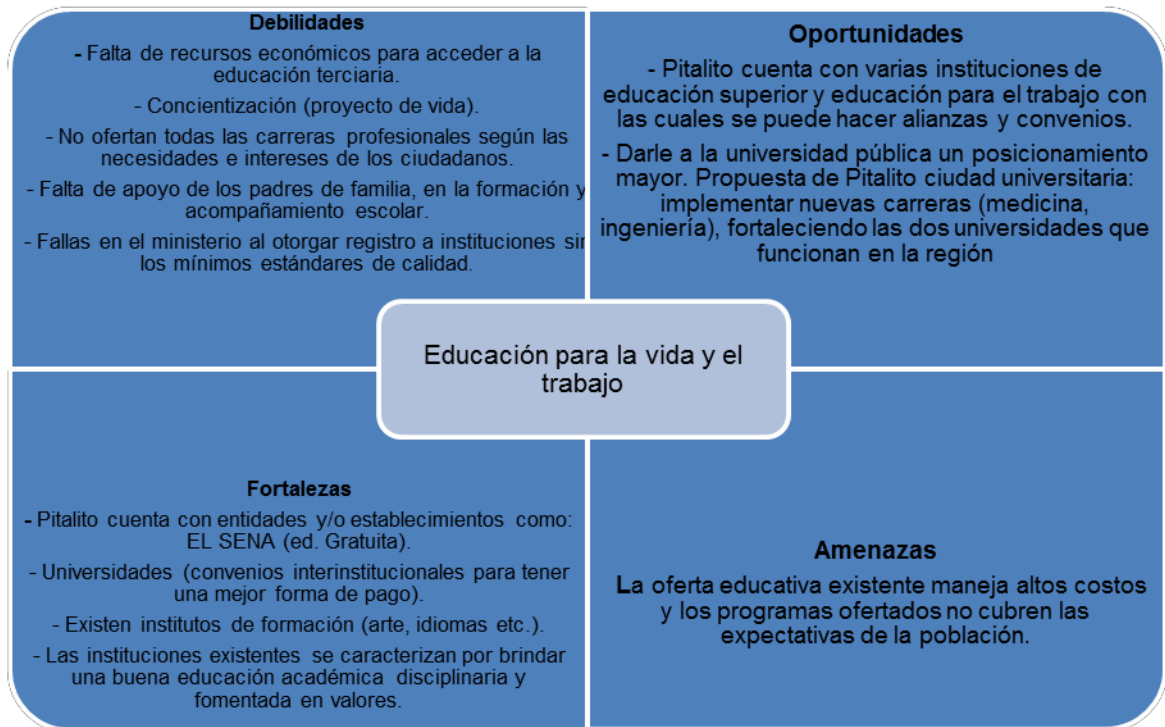 Debilidades
- Falta de recursos económicos para acceder a la
educación terciaria.
- Concientización (proyecto de vida).
- No ofertan todas las carreras profesionales según las
necesidades e intereses de los ciudadanos.
- Falta de apoyo de los padres de familia, en la formación y
acompañamiento escolar.
- Fallas en el ministerio al otorgar registro a instituciones sin
los mínimos estándares de calidad.
Oportunidades
- Pitalito cuenta con varias instituciones de
educación superior y educación para el trabajo con
las cuales se puede hacer alianzas y convenios.
- Darle a la universidad pública un posicionamiento
mayor. Propuesta de Pitalito ciudad universitaria:
implementar nuevas carreras (medicina,
ingeniería), fortaleciendo las dos universidades que
funcionan en la región
Educación para la vida y el
trabajo
Fortalezas
- Pitalito cuenta con entidades y/o establecimientos como:
EL SENA (ed. Gratuita).
- Universidades (convenios interinstitucionales para tener
una mejor forma de pago).
- Existen institutos de formación (arte, idiomas etc.).
- Las instituciones existentes se caracterizan por brindar
una buena educación académica disciplinaria y
fomentada en valores.
Amenazas
La oferta educativa existente maneja altos costos
y los programas ofertados no cubren las
expectativas de la población.